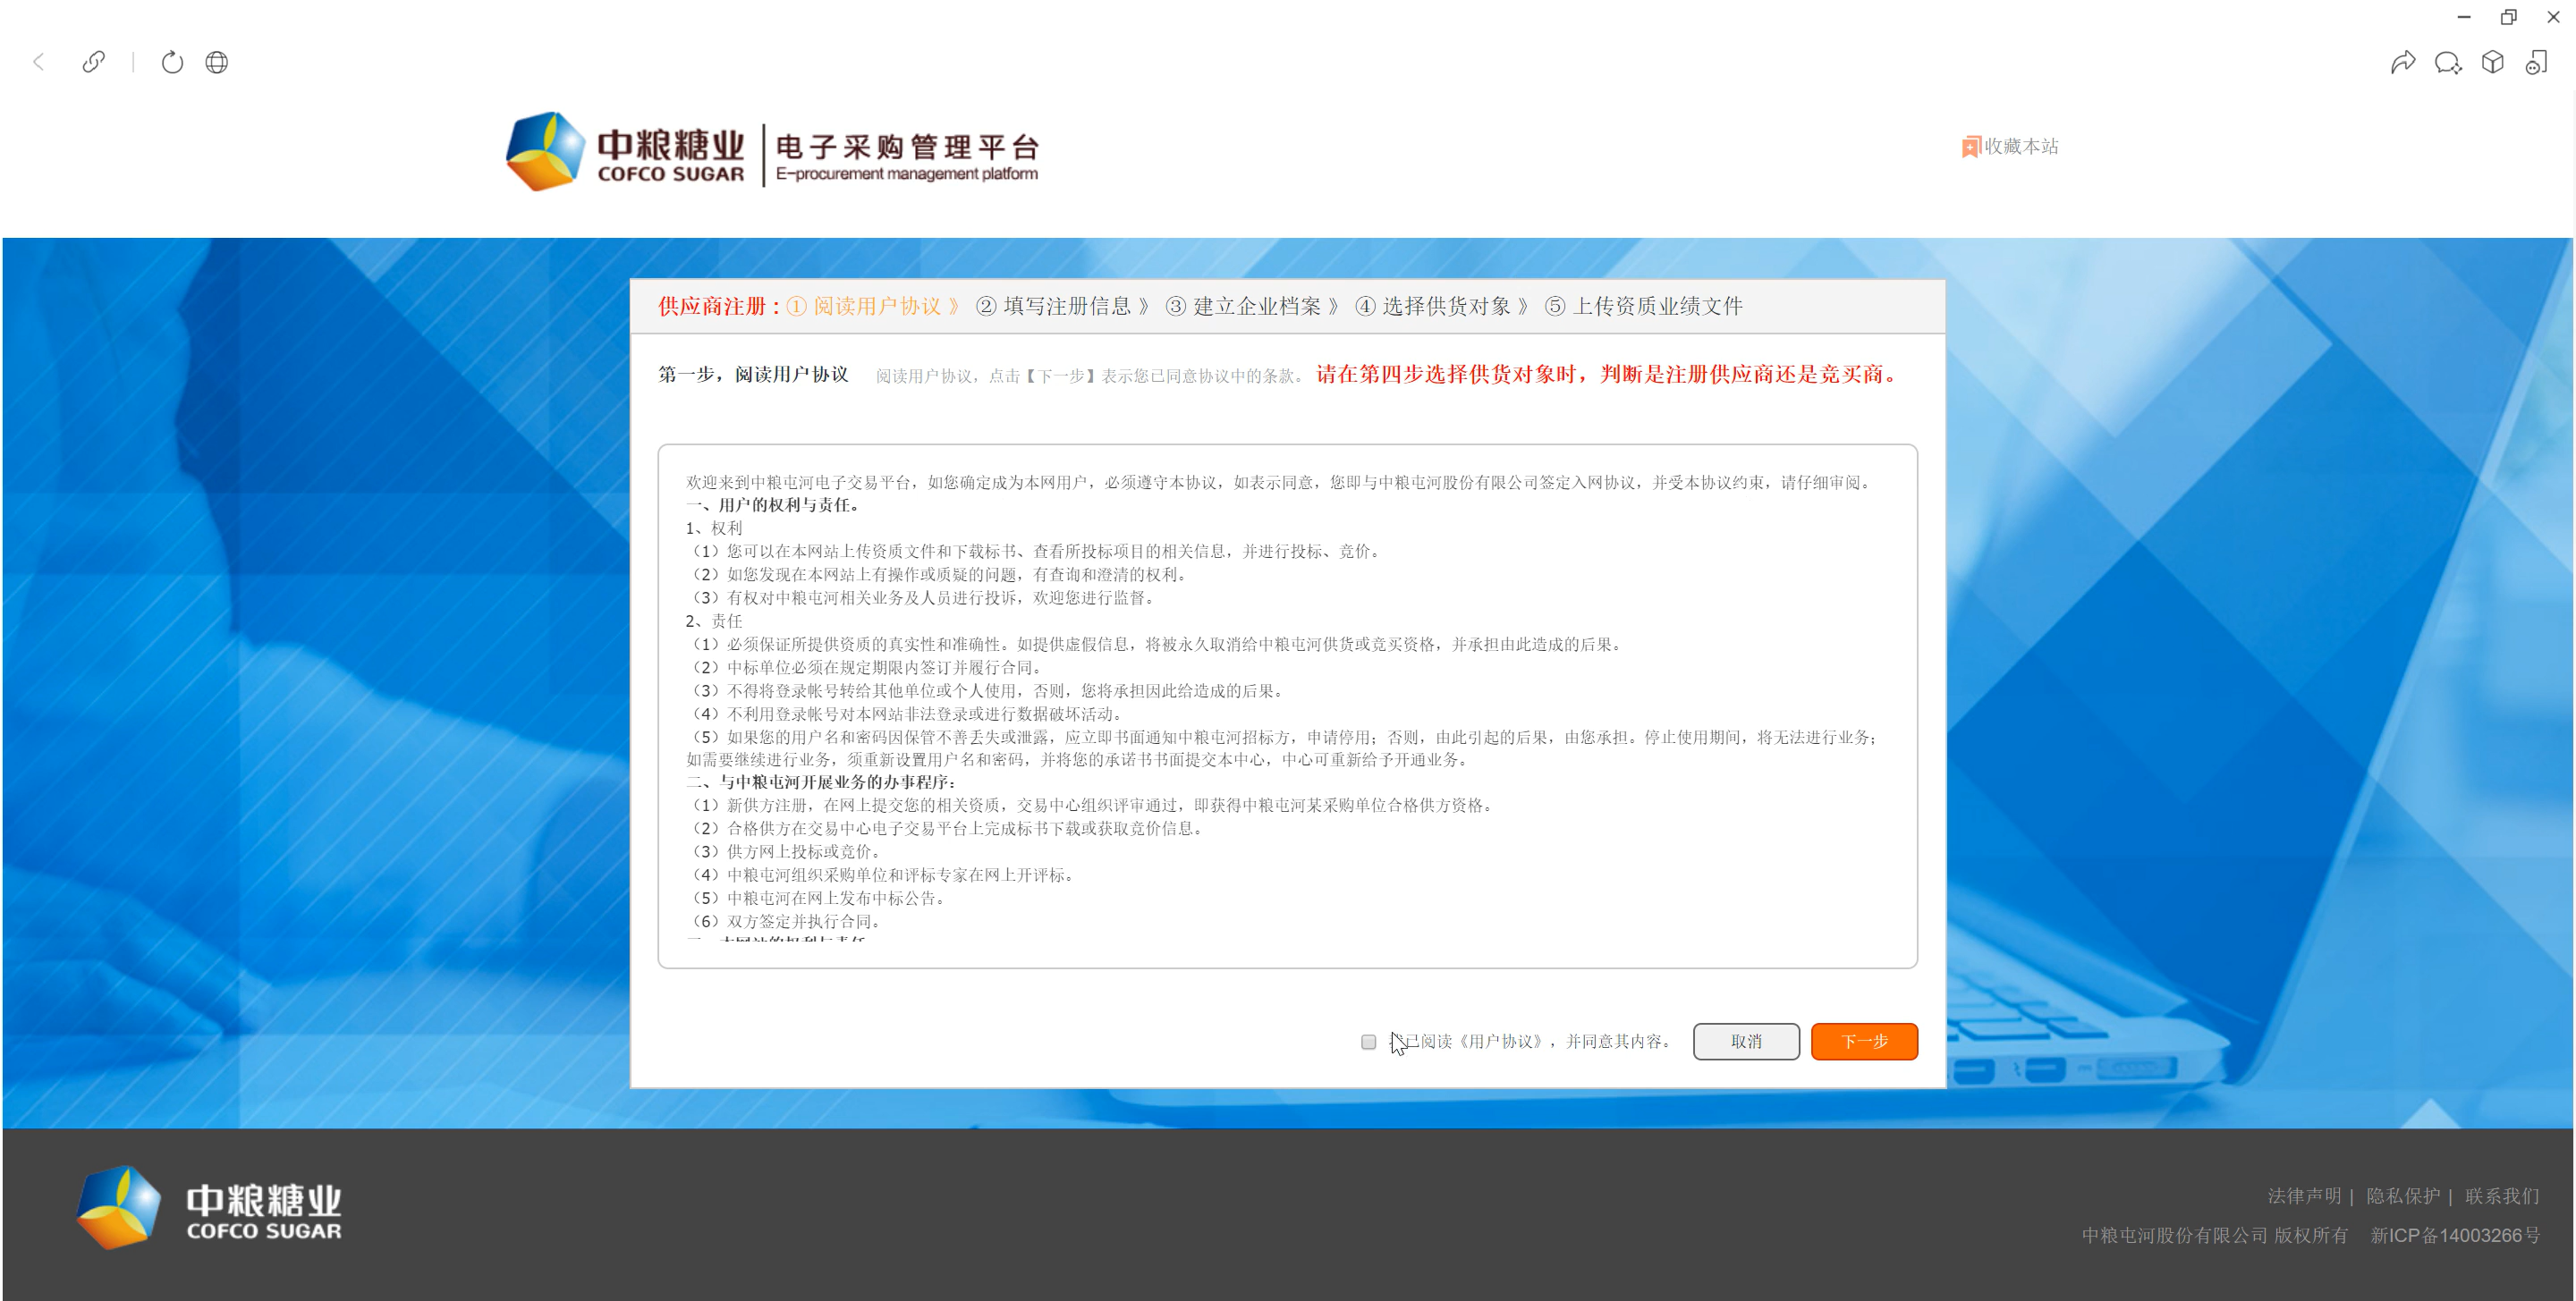 中粮糖业 电子采购管理平台
COFCO SUGAR E-procurement management platform
收藏本站
供应商注册：① 阅读用户协议 》 ② 填写注册信息 》 ③ 建立企业档案 》 ④ 选择供货对象 》 ⑤ 上传资质业绩文件
第一步，阅读用户协议 阅读用户协议，点击【下一步】表示您已同意协议中的条款。 请在第四步选择供货对象时，判断是注册供应商还是竞买商。
欢迎来到中粮屯河电子交易平台，如您确定成为本网用户，必须遵守本协议，如表示同意，您即与中粮屯河股份有限公司签定入网协议，并受本协议约束，请仔细审阅。
一、用户的权利与责任。
1、权利
（1）您可以在本网站上传资质文件和下载标书、查看所投标项目的相关信息，并进行投标、竞价。
（2）如您发现在本网站上有操作或质疑的问题，有查询和澄清的权利。
（3）有权对中粮屯河相关业务及人员进行投诉，欢迎您进行监督。
2、责任
（1）必须保证所提供资质的真实性和准确性。如提供虚假信息，将被永久取消给中粮屯河供货或竞买资格，并承担由此造成的后果。
（2）中标单位必须在规定期限内签订并履行合同。
（3）不得将登录帐号转给其他单位或个人使用，否则，您将承担因此给造成的后果。
（4）不利用登录帐号对本网站非法登录或进行数据破坏活动。
（5）如果您的用户名和密码因保管不善丢失或泄露，应立即书面通知中粮屯河招标方，申请停用；否则，由此引起的后果，由您承担。停止使用期间，将无法进行业务；
如需要继续进行业务，须重新设置用户名和密码，并将您的承诺书书面提交本中心，中心可重新给予开通业务。
二、与中粮屯河开展业务的办事程序：
（1）新供方注册，在网上提交您的相关资质，交易中心组织评审通过，即获得中粮屯河某采购单位合格供方资格。
（2）合格供方在交易中心电子交易平台上完成标书下载或获取竞价信息。
（3）供方网上投标或竞价。
（4）中粮屯河组织采购单位和评标专家在网上开评标。
（5）中粮屯河在网上发布中标公告。
（6）双方签定并执行合同。
已阅读《用户协议》，并同意其内容。 取消 下一步
中粮糖业
COFCO SUGAR
法律声明 | 隐私保护 | 联系我们
中粮屯河股份有限公司 版权所有 新ICP备14003266号